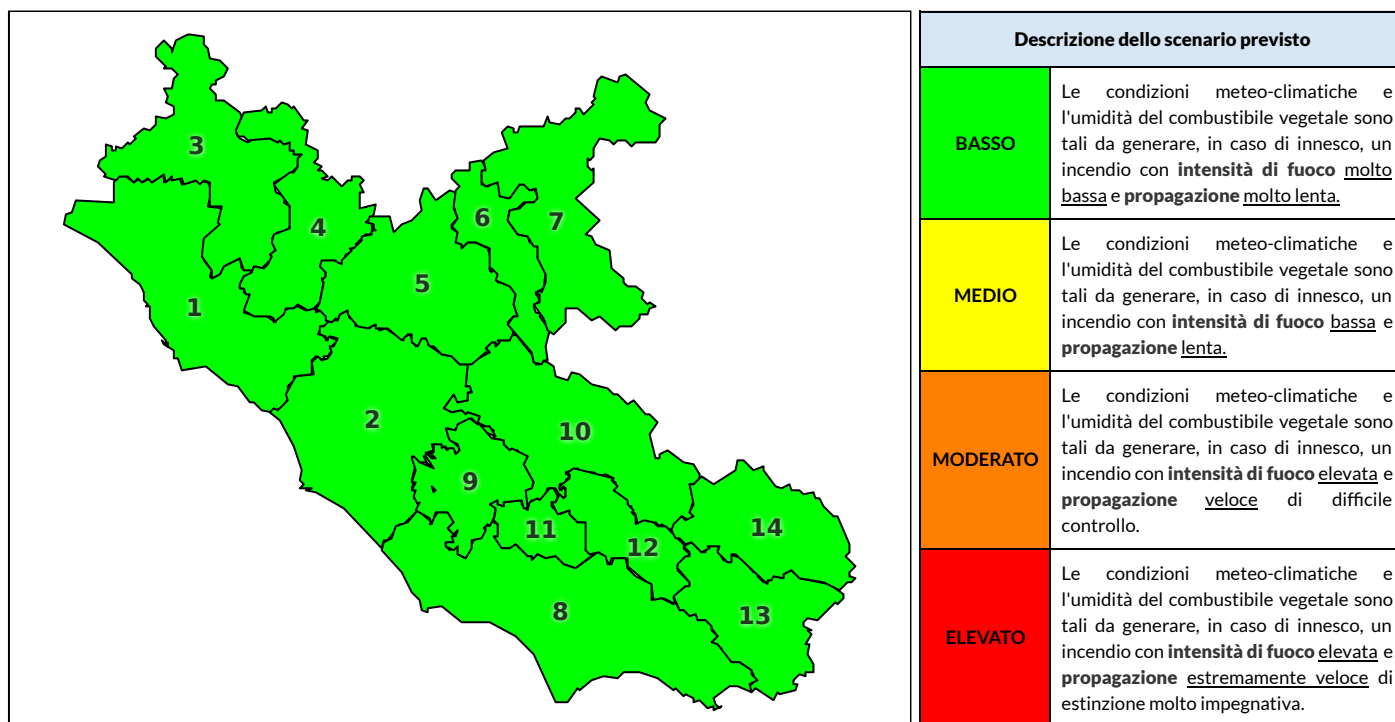 3
4
6
7
1
5
2
10
9
11
12
14
8
13
Descrizione dello scenario previsto
BASSO
Le condizioni meteo-climatiche e
l'umidità del combustibile vegetale sono
tali da generare, in caso di innesco, un
incendio con intensità di fuoco molto
bassa e propagazione molto lenta.
MEDIO
Le condizioni meteo-climatiche e
l'umidità del combustibile vegetale sono
tali da generare, in caso di innesco, un
incendio con intensità di fuoco bassa e
propagazione lenta.
MODERATO
Le condizioni meteo-climatiche e
l'umidità del combustibile vegetale sono
tali da generare, in caso di innesco, un
incendio con intensità di fuoco elevata e
propagazione veloce di difficile
controllo.
ELEVATO
Le condizioni meteo-climatiche e
l'umidità del combustibile vegetale sono
tali da generare, in caso di innesco, un
incendio con intensità di fuoco elevata e
propagazione estremamente veloce di
estinzione molto impegnativa.